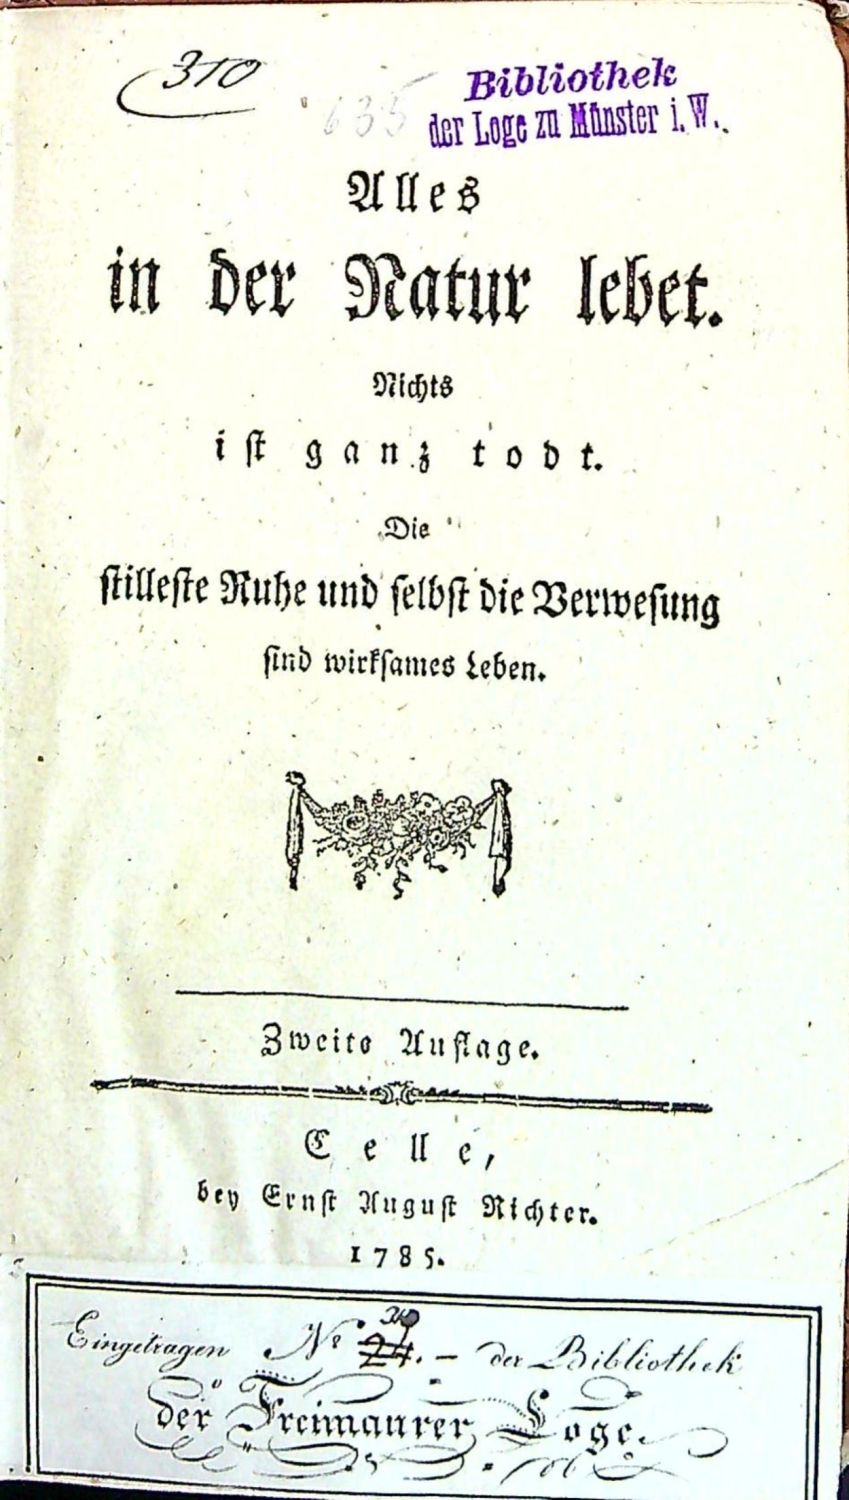 310
635
Bibliothek
der Loge zu Münster i. W.
Alles
in der Natur lebet.
Nichts
ist ganz todt.
Die
stilleste Ruhe und selbst die Verwesung
sind wirksames Leben.
Zweite Auflage.
Celle,
bey Ernst August Richter.
1785.
Eingetragen No 24. – der Bibliothek
der Freimaurer Loge.